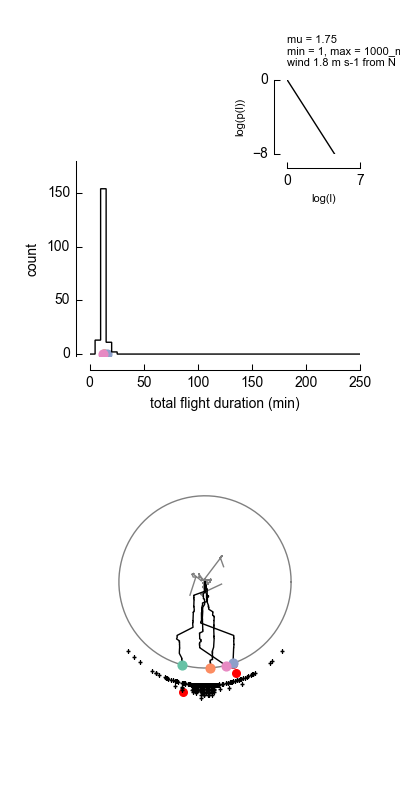 mu = 1.75
min = 1, max = 1000_m
wind 1.8 m s-1 from N
0
log(p(l))
−8
0
7
log(l)
150
100
50
0
count
0
50
100
150
200
250
total flight duration (min)